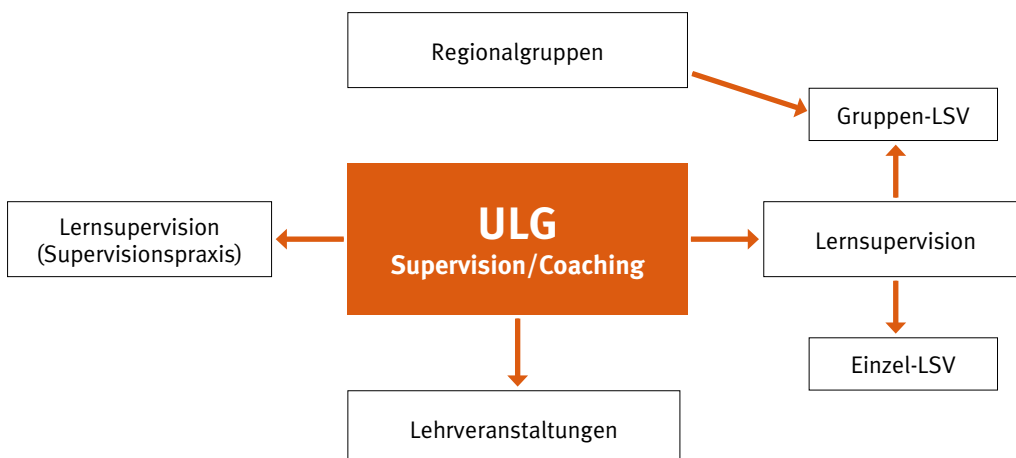 Regionalgruppen
Gruppen-LSV
Lernsupervision
(Supervisionspraxis)
ULG
Supervision/Coaching
Lernsupervision
Einzel-LSV
Lehrveranstaltungen